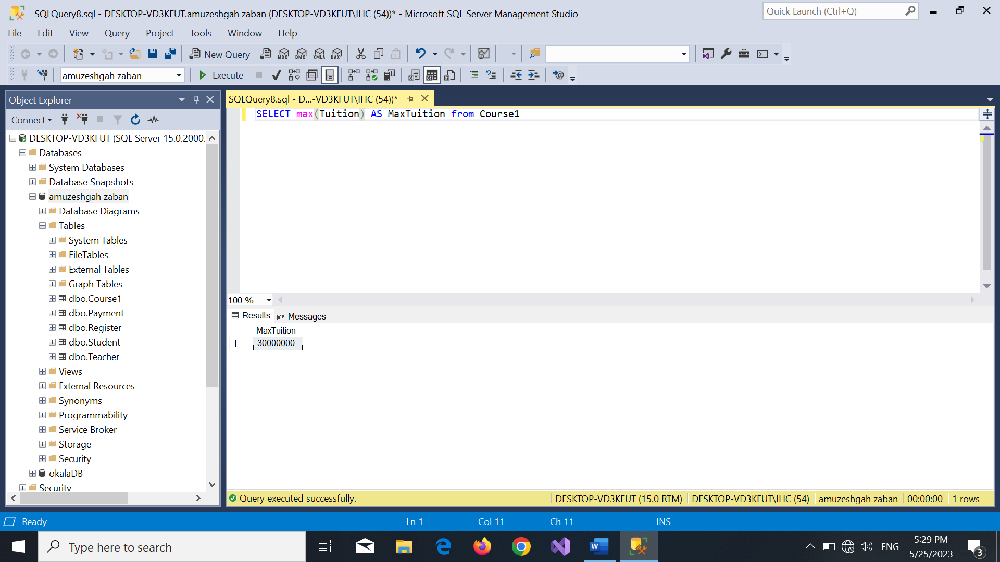 SQLQuery8.sql - DESKTOP-VD3KFUT.amuzeshgah zaban (DESKTOP-VD3KFUT\IHC (54))* - Microsoft SQL Server Management Studio
Quick Launch (Ctrl+Q)
File Edit View Query Project Tools Window Help
New Query MDX DMX XMLA DAX
amuzeshgah zaban Execute
Object Explorer
SQLQuery8.sql - D...-VD3KFUT\IHC (54))*
Connect
SELECT max(Tuition) AS MaxTuition from Course1
DESKTOP-VD3KFUT (SQL Server 15.0.2000.
Databases
System Databases
Database Snapshots
amuzeshgah zaban
Database Diagrams
Tables
System Tables
FileTables
External Tables
Graph Tables
dbo.Course1
dbo.Payment
dbo.Register
dbo.Student
dbo.Teacher
Views
External Resources
Synonyms
Programmability
Service Broker
Storage
Security
okalaDB
Security
100 %
Results Messages
MaxTuition
1 30000000
Query executed successfully. DESKTOP-VD3KFUT (15.0 RTM) DESKTOP-VD3KFUT\IHC (54) amuzeshgah zaban 00:00:00 1 rows
Ready Ln 1 Col 11 Ch 11 INS
Type here to search
ENG
5:29 PM
5/25/2023
3